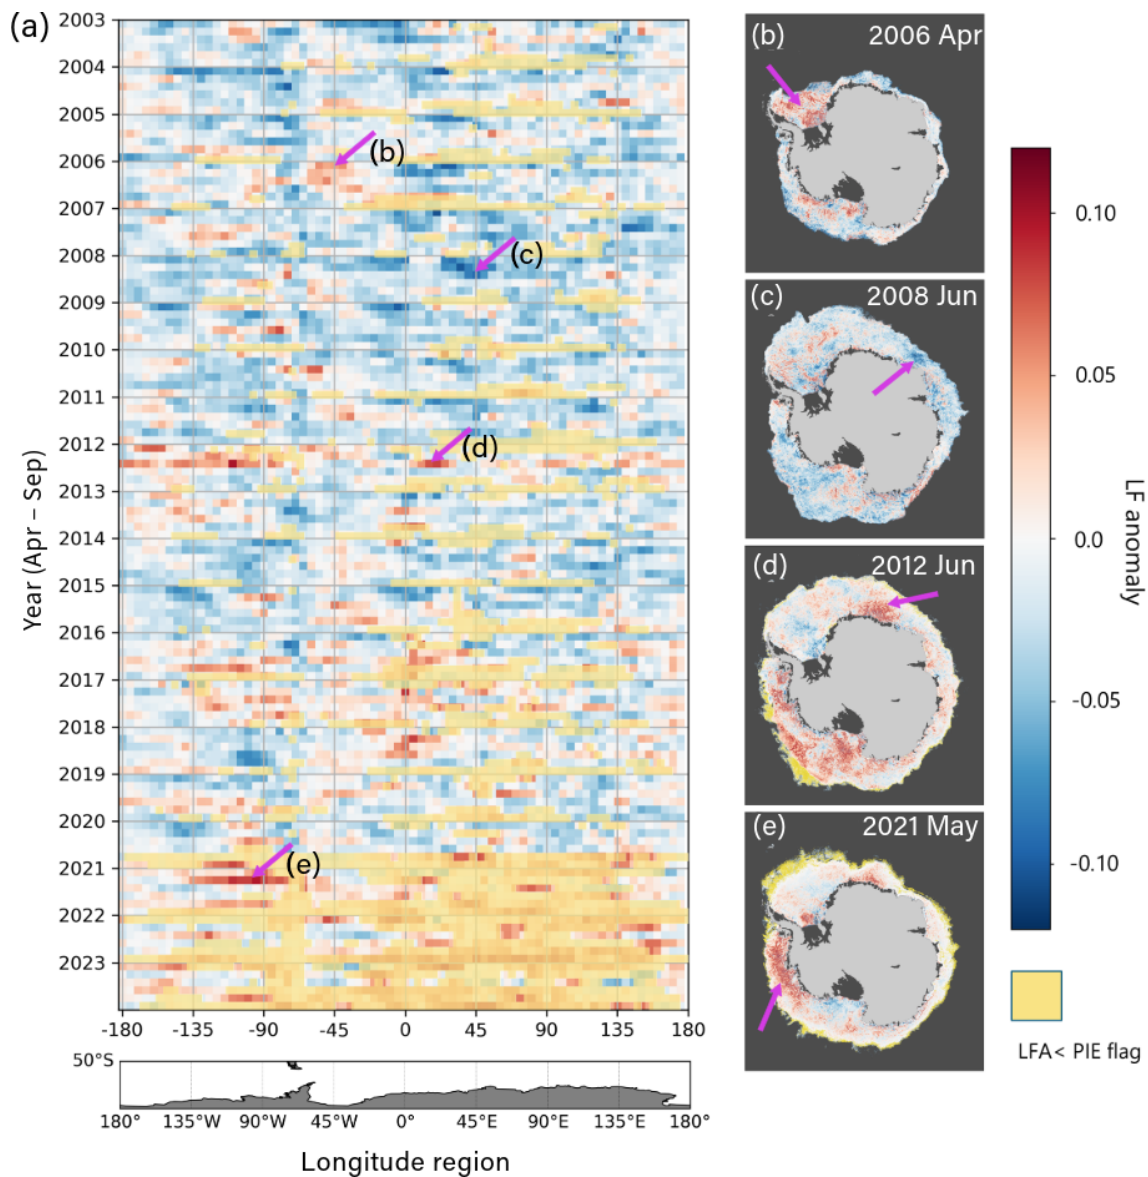 (a)
2003
2004
2005
2006
2007
2008
2009
2010
2011
2012
2013
2014
2015
2016
2017
2018
2019
2020
2021
2022
2023
Year (Apr – Sep)
(b)
(c)
(d)
(e)
-180 -135 -90 -45 0 45 90 135 180
50°S
180° 135°W 90°W 45°W 0° 45°E 90°E 135°E 180°
Longitude region
(b) 2006 Apr
(c) 2008 Jun
(d) 2012 Jun
(e) 2021 May
0.10
0.05
0.0
-0.05
-0.10
LF anomaly
LFA< PIE flag